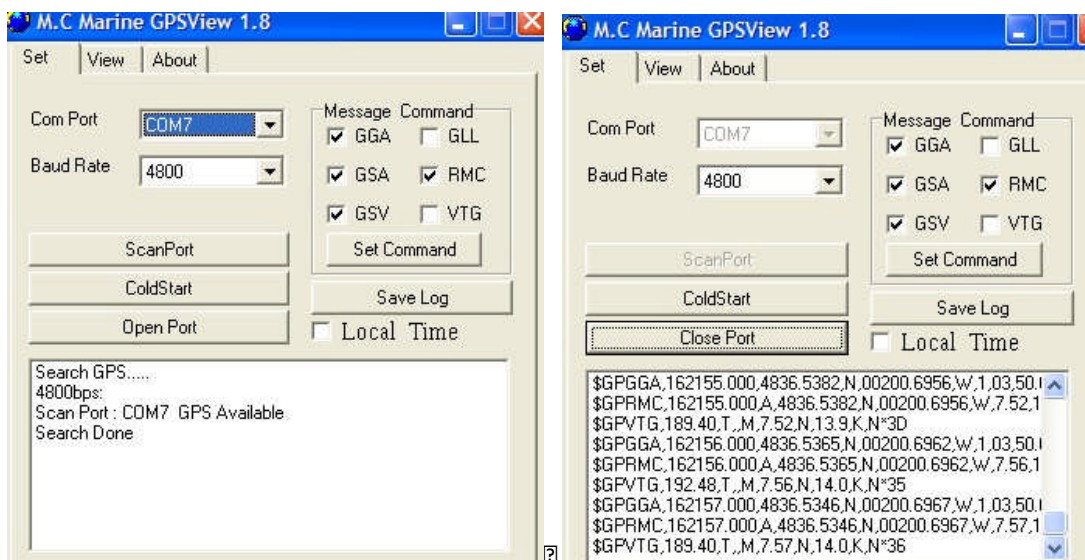 M.C Marine GPSView 1.8
Set View About
Com Port COM7
Baud Rate 4800
Message Command
GGA GLL
GSA RMC
GSV VTG
Set Command
ScanPort
ColdStart
Open Port
Save Log
Local Time
Search GPS.....
4800bps:
Scan Port : COM7 GPS Available
Search Done
M.C Marine GPSView 1.8
Set View About
Com Port COM7
Baud Rate 4800
Message Command
GGA GLL
GSA RMC
GSV VTG
Set Command
ScanPort
ColdStart
Close Port
Save Log
Local Time
$GPGGA,162155.000,4836.5382,N,00200.6956,W,1,03,50.
$GPRMC,162155.000,A,4836.5382,N,00200.6956,W,7.52,1
$GPVTG,189.40,T,,M,7.52,N,13.9,K,N*3D
$GPGGA,162156.000,4836.5365,N,00200.6962,W,1,03,50.
$GPRMC,162156.000,A,4836.5365,N,00200.6962,W,7.56,1
$GPVTG,192.48,T,,M,7.56,N,14.0,K,N*35
$GPGGA,162157.000,4836.5346,N,00200.6967,W,1,03,50.
$GPRMC,162157.000,A,4836.5346,N,00200.6967,W,7.57,1
$GPVTG,189.40,T,,M,7.57,N,14.0,K,N*36